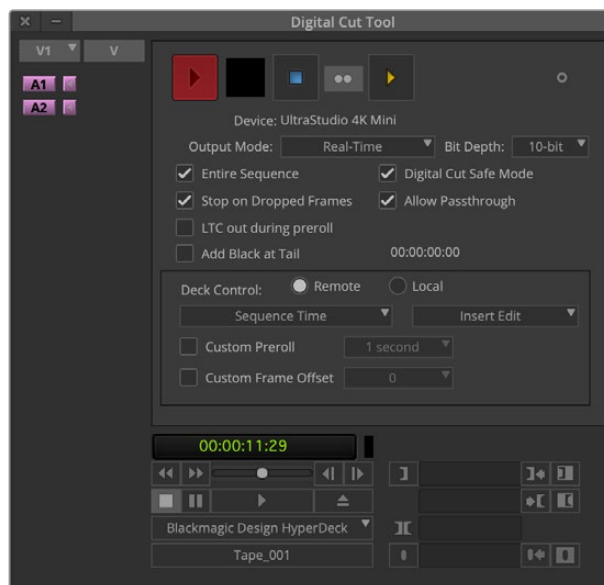 Digital Cut Tool
V1 V
A1
A2
Device: UltraStudio 4K Mini
Output Mode: Real-Time Bit Depth: 10-bit
Entire Sequence Digital Cut Safe Mode
Stop on Dropped Frames Allow Passthrough
LTC out during preroll
Add Black at Tail 00:00:00:00
Deck Control: Remote Local
Sequence Time Insert Edit
Custom Preroll 1 second
Custom Frame Offset 0
00:00:11:29
Blackmagic Design HyperDeck
Tape_001